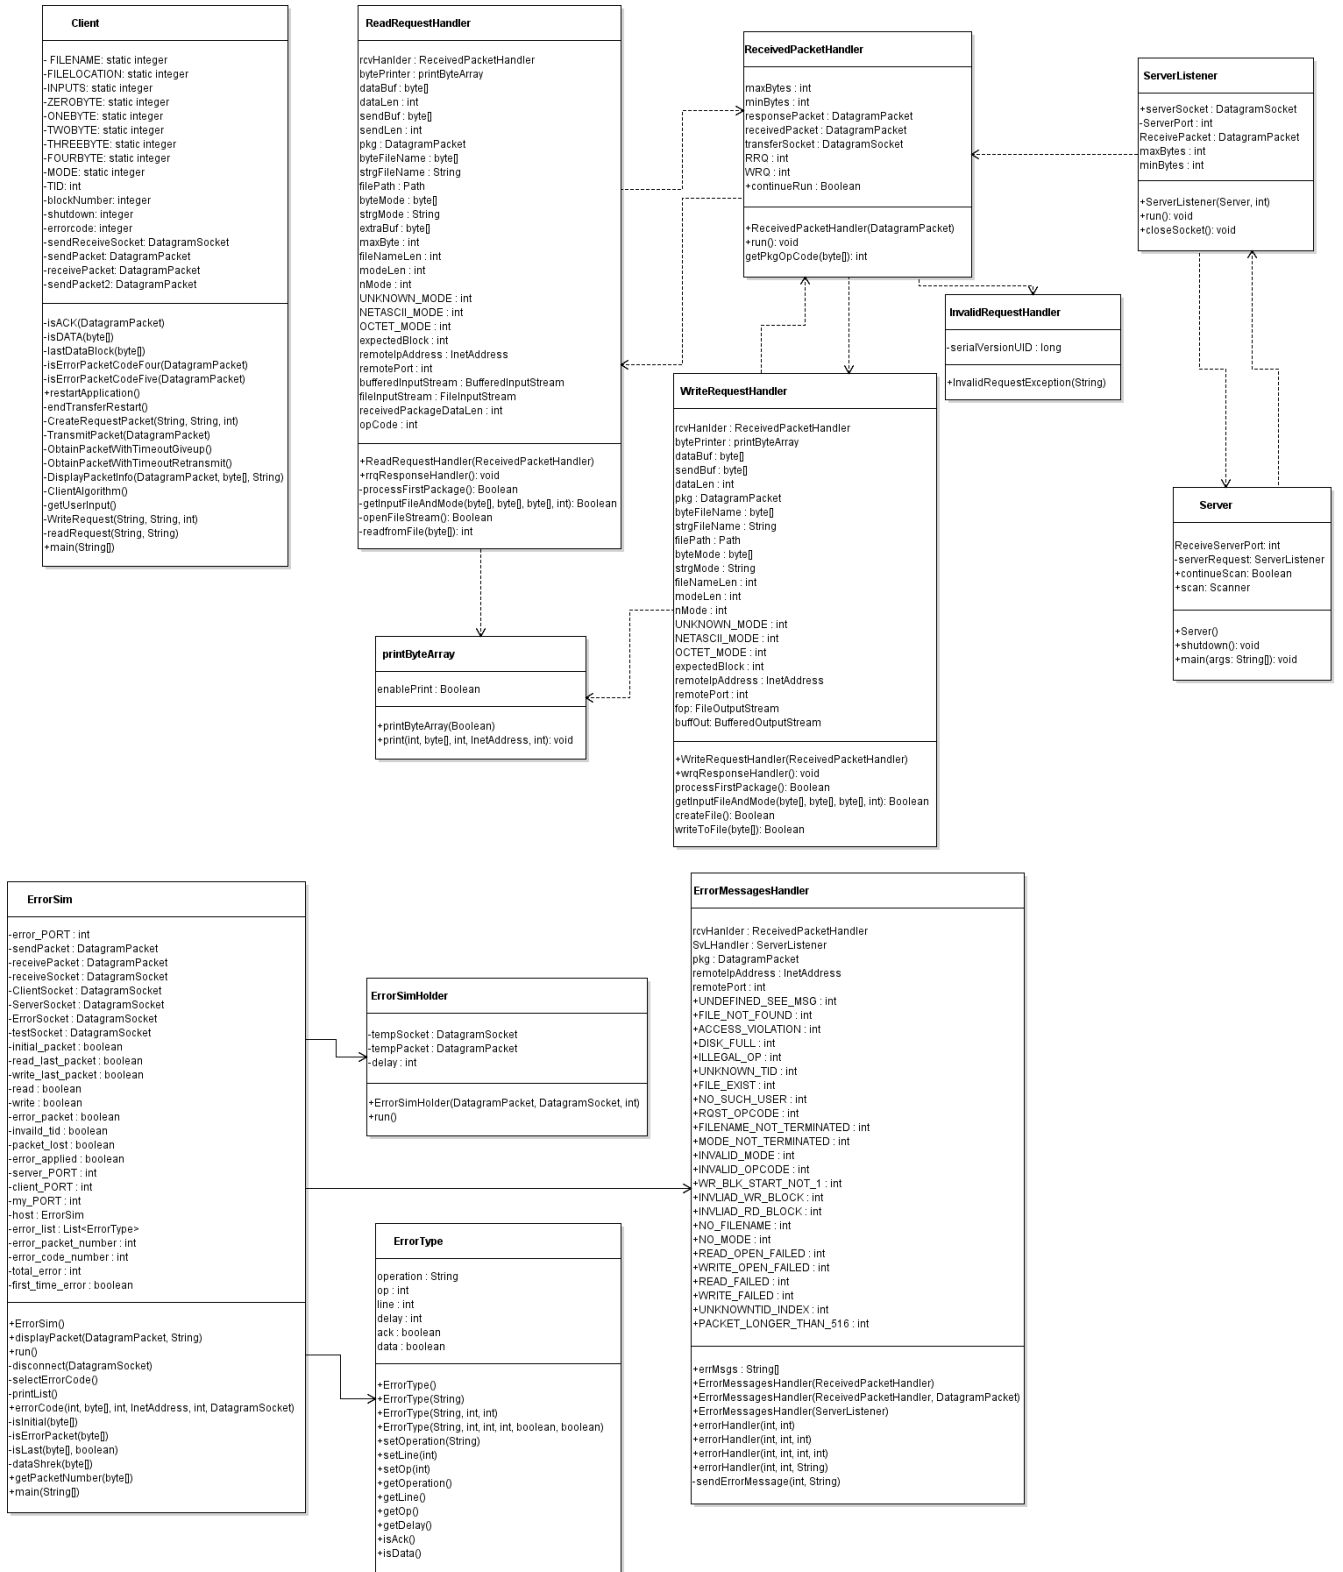 Client
- FILENAME: static integer
-FILELOCATION: static integer
-INPUTS: static integer
-ZEROBYTE: static integer
-ONEBYTE: static integer
-TWOBYTE: static integer
-THREEBYTE: static integer
-FOURBYTE: static integer
-MODE: static integer
-TID: int
-blockNumber: integer
-shutdown: integer
-errorcode: integer
-sendReceiveSocket: DatagramSocket
-sendPacket: DatagramPacket
-receivePacket: DatagramPacket
-sendPacket2: DatagramPacket
-isACK(DatagramPacket)
-isDATA(byte[])
-lastDataBlock(byte[])
-isErrorPacketCodeFour(DatagramPacket)
-isErrorPacketCodeFive(DatagramPacket)
+restartApplication()
-endTransferRestart()
-CreateRequestPacket(String, String, int)
-TransmitPacket(DatagramPacket)
-ObtainPacketWithTimeoutGiveup()
-ObtainPacketWithTimeoutRetransmit()
-DisplayPacketInfo(DatagramPacket, byte[], String)
-ClientAlgorithm()
-getUserInput()
-WriteRequest(String, String, int)
-readRequest(String, String)
+main(String[])
ReadRequestHandler
rcvHanlder : ReceivedPacketHandler
bytePrinter : printByteArray
dataBuf : byte[]
dataLen : int
sendBuf : byte[]
sendLen : int
pkg : DatagramPacket
byteFileName : byte[]
strgFileName : String
filePath : Path
byteMode : byte[]
strgMode : String
extraBuf : byte[]
maxByte : int
fileNameLen : int
modeLen : int
nMode : int
UNKNOWN_MODE : int
NETASCII_MODE : int
OCTET_MODE : int
expectedBlock : int
remoteIpAddress : InetAddress
remotePort : int
bufferedInputStream : BufferedInputStream
fileInputStream : FileInputStream
receivedPackageDataLen : int
opCode : int
+ReadRequestHandler(ReceivedPacketHandler)
+rrqResponseHandler(): void
-processFirstPackage(): Boolean
-getInputFileAndMode(byte[], byte[], byte[], int): Boolean
-openFileStream(): Boolean
-readfromFile(byte[]): int
ReceivedPacketHandler
maxBytes : int
minBytes : int
responsePacket : DatagramPacket
receivedPacket : DatagramPacket
transferSocket : DatagramSocket
RRQ : int
WRQ : int
+continueRun : Boolean
+ReceivedPacketHandler(DatagramPacket)
+run(): void
getPkgOpCode(byte[]): int
ServerListener
+serverSocket : DatagramSocket
-ServerPort : int
ReceivePacket : DatagramPacket
maxBytes : int
minBytes : int
+ServerListener(Server, int)
+run(): void
+closeSocket(): void
InvalidRequestHandler
-serialVersionUID : long
+InvalidRequestException(String)
WriteRequestHandler
rcvHanlder : ReceivedPacketHandler
bytePrinter : printByteArray
dataBuf : byte[]
sendBuf : byte[]
dataLen : int
pkg : DatagramPacket
byteFileName : byte[]
strgFileName : String
filePath : Path
byteMode : byte[]
strgMode : String
fileNameLen : int
modeLen : int
nMode : int
UNKNOWN_MODE : int
NETASCII_MODE : int
OCTET_MODE : int
expectedBlock : int
remoteIpAddress : InetAddress
remotePort : int
fop: FileOutputStream
buffOut: BufferedOutputStream
+WriteRequestHandler(ReceivedPacketHandler)
+wrqResponseHandler(): void
processFirstPackage(): Boolean
getInputFileAndMode(byte[], byte[], byte[], int): Boolean
createFile(): Boolean
writeToFile(byte[]): Boolean
Server
ReceiveServerPort: int
-serverRequest: ServerListener
+continueScan: Boolean
+scan: Scanner
+Server()
+shutdown(): void
+main(args: String[]): void
printByteArray
enablePrint : Boolean
+printByteArray(Boolean)
+print(int, byte[], int, InetAddress, int): void
ErrorSim
-error_PORT : int
-sendPacket : DatagramPacket
-receivePacket : DatagramPacket
-receiveSocket : DatagramSocket
-ClientSocket : DatagramSocket
-ServerSocket : DatagramSocket
-ErrorSocket : DatagramSocket
-testSocket : DatagramSocket
-initial_packet : boolean
-read_last_packet : boolean
-write_last_packet : boolean
-read : boolean
-write : boolean
-error_packet : boolean
-invaild_tid : boolean
-packet_lost : boolean
-error_applied : boolean
-server_PORT : int
-client_PORT : int
-my_PORT : int
-host : ErrorSim
-error_list : List<ErrorType>
-error_packet_number : int
-error_code_number : int
-total_error : int
-first_time_error : boolean
+ErrorSim()
+displayPacket(DatagramPacket, String)
+run()
-disconnect(DatagramSocket)
-selectErrorCode()
-printList()
+errorCode(int, byte[], int, InetAddress, int, DatagramSocket)
-isInitial(byte[])
-isErrorPacket(byte[])
-isLast(byte[], boolean)
-dataShrek(byte[])
+getPacketNumber(byte[])
+main(String[])
ErrorSimHolder
-tempSocket : DatagramSocket
-tempPacket : DatagramPacket
-delay : int
+ErrorSimHolder(DatagramPacket, DatagramSocket, int)
+run()
ErrorType
operation : String
op : int
line : int
delay : int
ack : boolean
data : boolean
+ErrorType()
+ErrorType(String)
+ErrorType(String, int, int)
+ErrorType(String, int, int, int, boolean, boolean)
+setOperation(String)
+setLine(int)
+setOp(int)
+getOperation()
+getLine()
+getOp()
+getDelay()
+isAck()
+isData()
ErrorMessagesHandler
rcvHanlder : ReceivedPacketHandler
SvLHandler : ServerListener
pkg : DatagramPacket
remoteIpAddress : InetAddress
remotePort : int
+UNDEFINED_SEE_MSG : int
+FILE_NOT_FOUND : int
+ACCESS_VIOLATION : int
+DISK_FULL : int
+ILLEGAL_OP : int
+UNKNOWN_TID : int
+FILE_EXIST : int
+NO_SUCH_USER : int
+RQST_OPCODE : int
+FILENAME_NOT_TERMINATED : int
+MODE_NOT_TERMINATED : int
+INVALID_MODE : int
+INVALID_OPCODE : int
+WR_BLK_START_NOT_1 : int
+INVLIAD_WR_BLOCK : int
+INVLIAD_RD_BLOCK : int
+NO_FILENAME : int
+NO_MODE : int
+READ_OPEN_FAILED : int
+WRITE_OPEN_FAILED : int
+READ_FAILED : int
+WRITE_FAILED : int
+UNKNOWNTID_INDEX : int
+PACKET_LONGER_THAN_516 : int
+errMsgs : String[]
+ErrorMessagesHandler(ReceivedPacketHandler)
+ErrorMessagesHandler(ReceivedPacketHandler, DatagramPacket)
+ErrorMessagesHandler(ServerListener)
+errorHandler(int, int)
+errorHandler(int, int, int)
+errorHandler(int, int, int, int)
+errorHandler(int, int, String)
-sendErrorMessage(int, String)